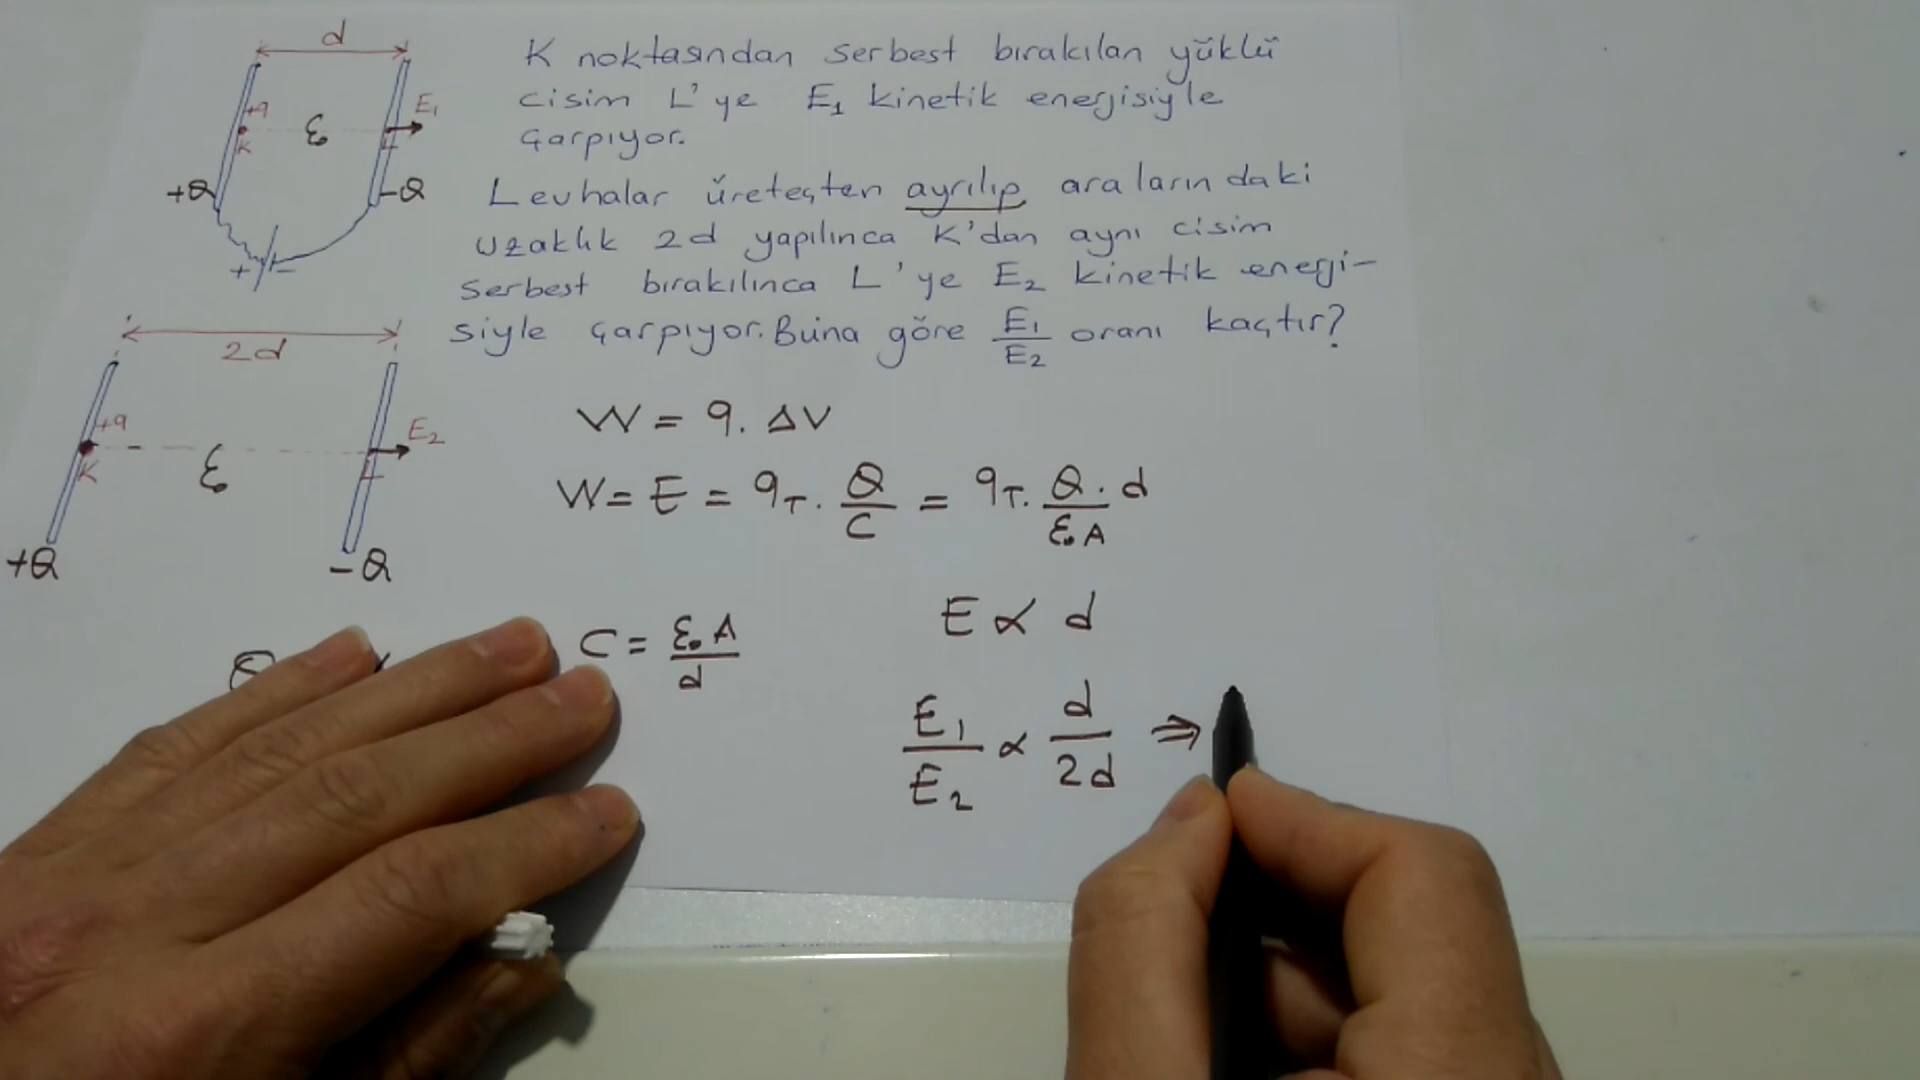 d
K noktasından serbest bırakılan yüklü
cisim L'ye E₁ kinetik enerjisiyle
çarpıyor.
Levhalar üreteçten ayrılıp aralarındaki
uzaklık 2d yapılınca K'dan aynı cisim
serbest bırakılınca L'ye E₂ kinetik enerji-
siyle çarpıyor. Buna göre E₁/E₂ oranı kaçtır?
+q
K
ε
L
E₁
+Q
-Q
+ -
2d
+q
K
ε
L
E₂
+Q
-Q
W = q. ΔV
W = E = q_T . Q/C = q_T . Q . d / ε₀A
C = ε₀A/d
E ∝ d
E₁/E₂ ∝ d/2d ⇒